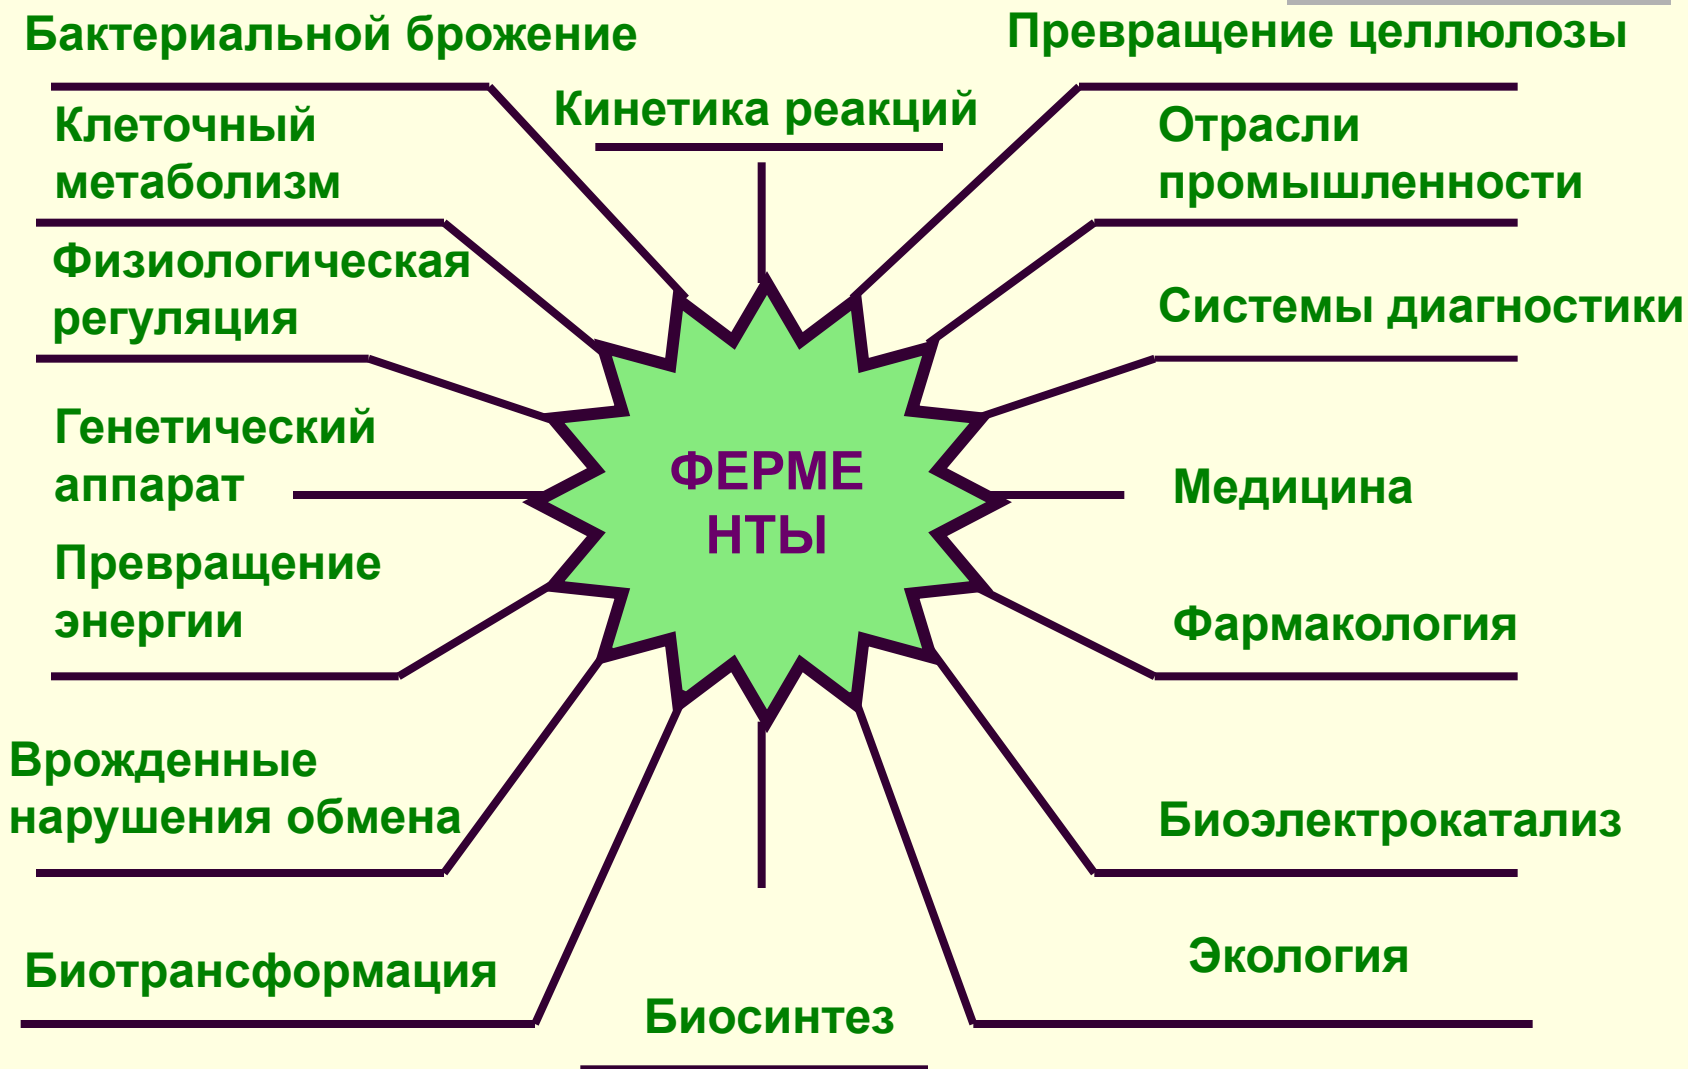 Бактериальной брожение
Превращение целлюлозы
Кинетика реакций
Клеточный
метаболизм
Отрасли
промышленности
Физиологическая
регуляция
Системы диагностики
Генетический
аппарат
ФЕРМЕ
НТЫ
Медицина
Превращение
энергии
Фармакология
Врожденные
нарушения обмена
Биоэлектрокатализ
Биотрансформация
Экология
Биосинтез